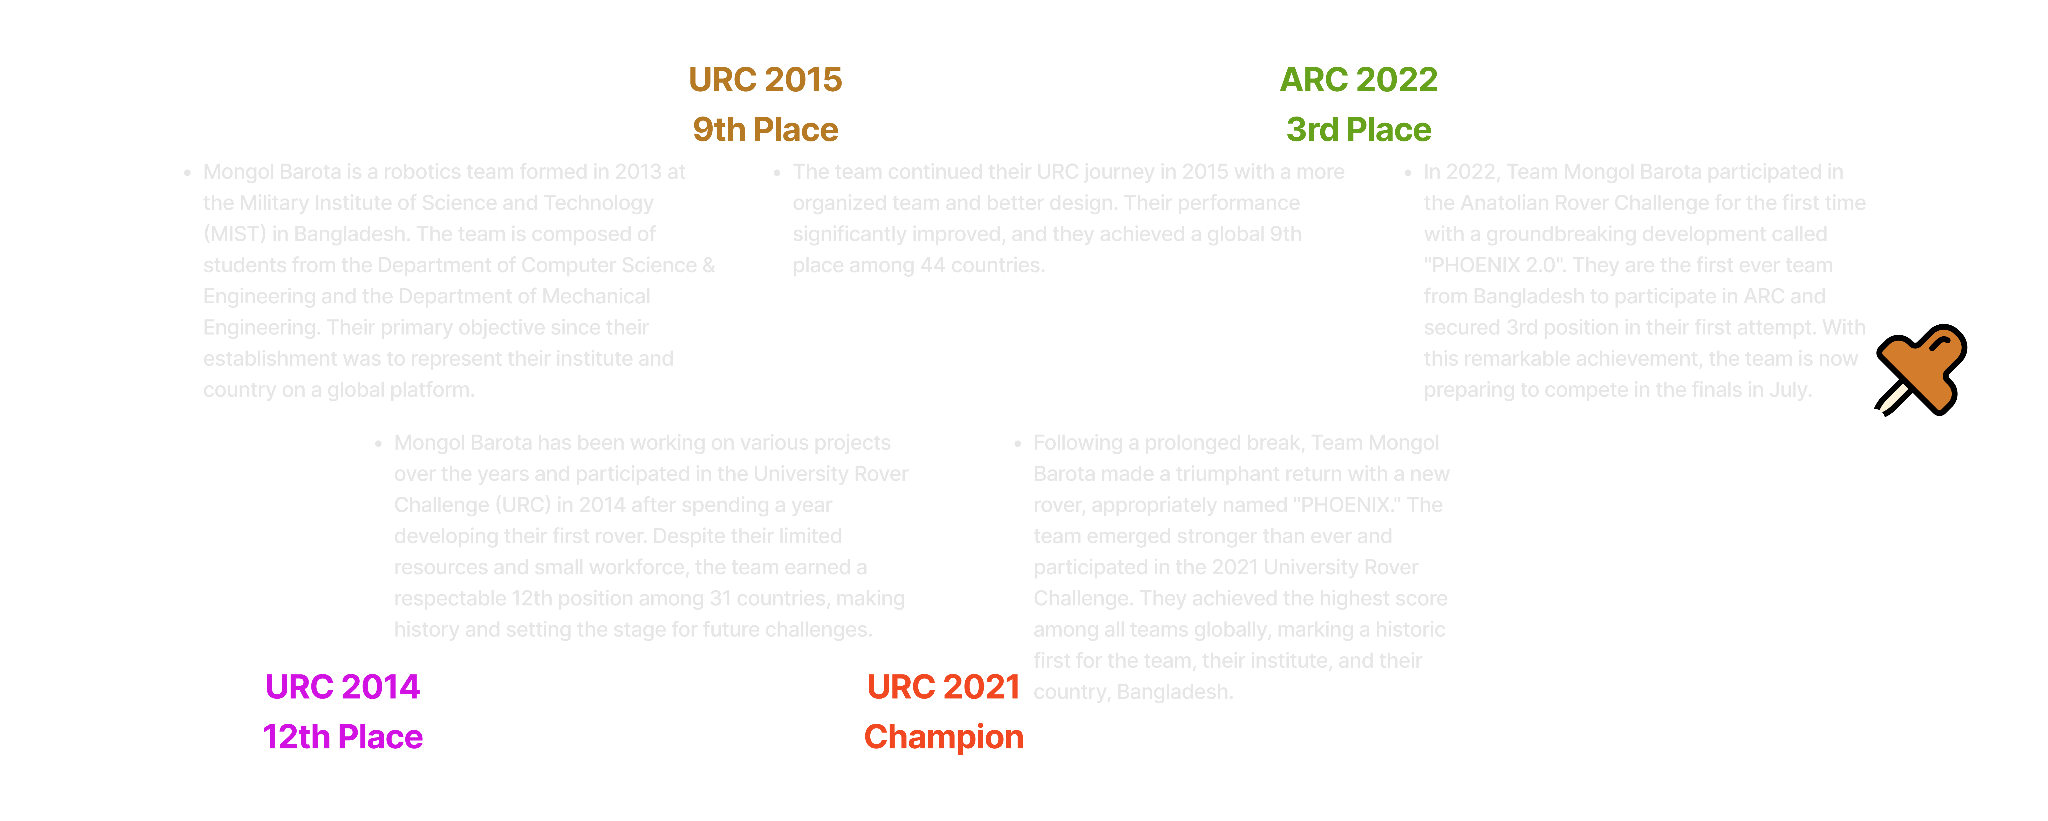 URC 2015
9th Place
ARC 2022
3rd Place
• Mongol Barota is a robotics team formed in 2013 at
the Military Institute of Science and Technology
(MIST) in Bangladesh. The team is composed of
students from the Department of Computer Science &
Engineering and the Department of Mechanical
Engineering. Their primary objective since their
establishment was to represent their institute and
country on a global platform.
• The team continued their URC journey in 2015 with a more
organized team and better design. Their performance
significantly improved, and they achieved a global 9th
place among 44 countries.
• In 2022, Team Mongol Barota participated in
the Anatolian Rover Challenge for the first time
with a groundbreaking development called
"PHOENIX 2.0". They are the first ever team
from Bangladesh to participate in ARC and
secured 3rd position in their first attempt. With
this remarkable achievement, the team is now
preparing to compete in the finals in July.
• Mongol Barota has been working on various projects
over the years and participated in the University Rover
Challenge (URC) in 2014 after spending a year
developing their first rover. Despite their limited
resources and small workforce, the team earned a
respectable 12th position among 31 countries, making
history and setting the stage for future challenges.
• Following a prolonged break, Team Mongol
Barota made a triumphant return with a new
rover, appropriately named "PHOENIX." The
team emerged stronger than ever and
participated in the 2021 University Rover
Challenge. They achieved the highest score
among all teams globally, marking a historic
first for the team, their institute, and their
country, Bangladesh.
URC 2014
12th Place
URC 2021
Champion